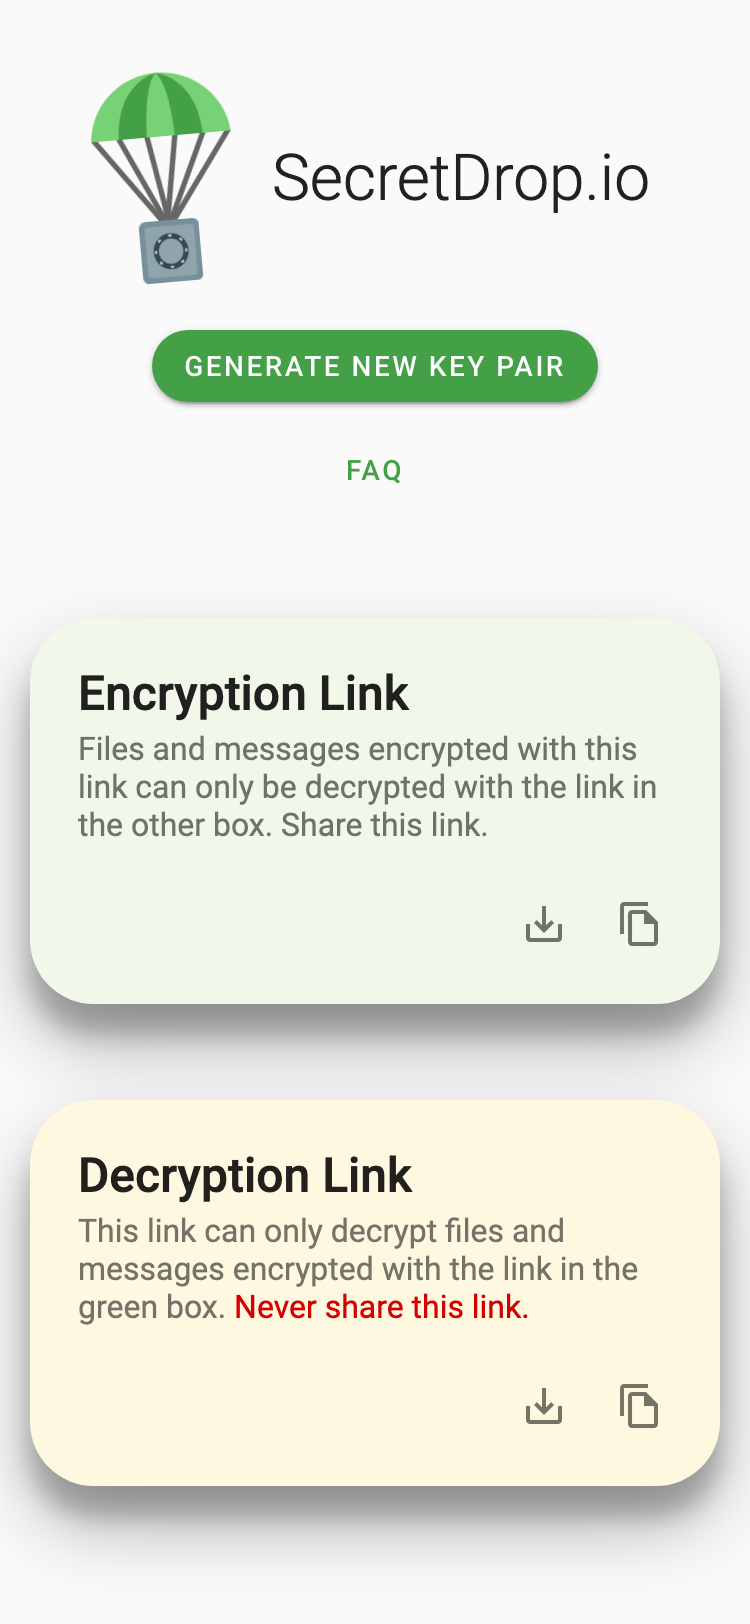 SecretDrop.io
GENERATE NEW KEY PAIR
FAQ
Encryption Link
Files and messages encrypted with this
link can only be decrypted with the link in
the other box. Share this link.
Decryption Link
This link can only decrypt files and
messages encrypted with the link in the
green box. Never share this link.